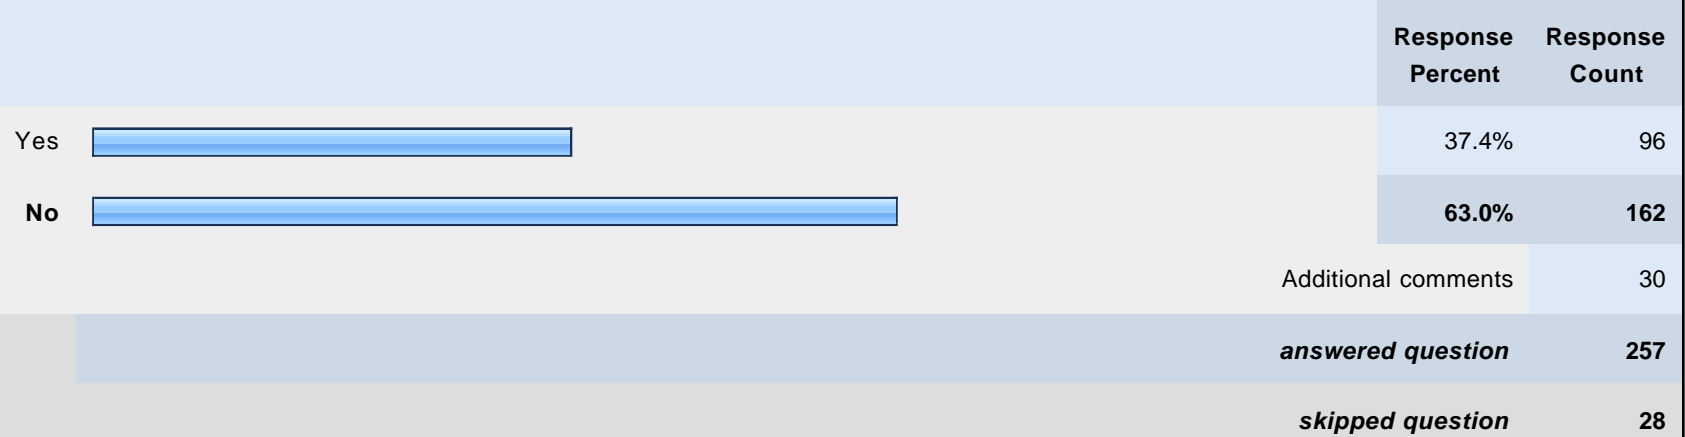 Response Response
Percent Count
Yes 37.4% 96
No 63.0% 162
Additional comments 30
answered question 257
skipped question 28